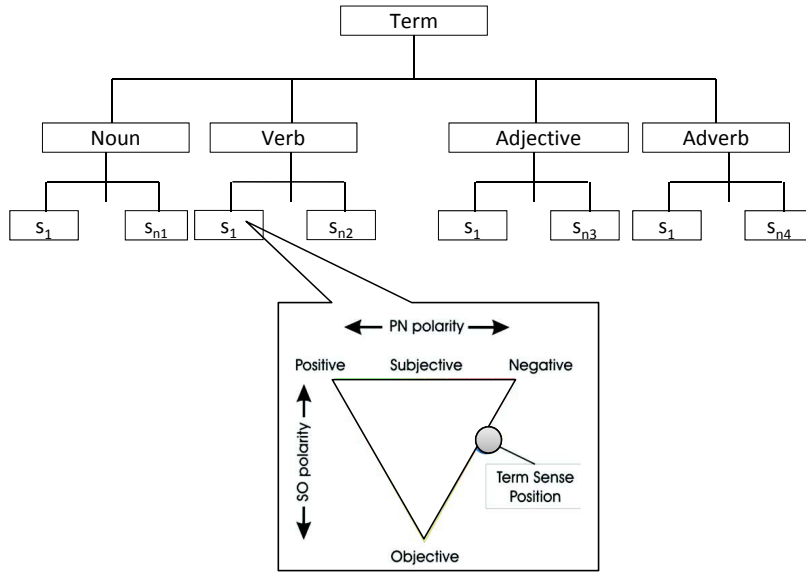 Term
Noun Verb Adjective Adverb
s1 sn1 s1 sn2 s1 sn3 s1 sn4
PN polarity
Positive Subjective Negative
SO polarity
Term Sense
Position
Objective